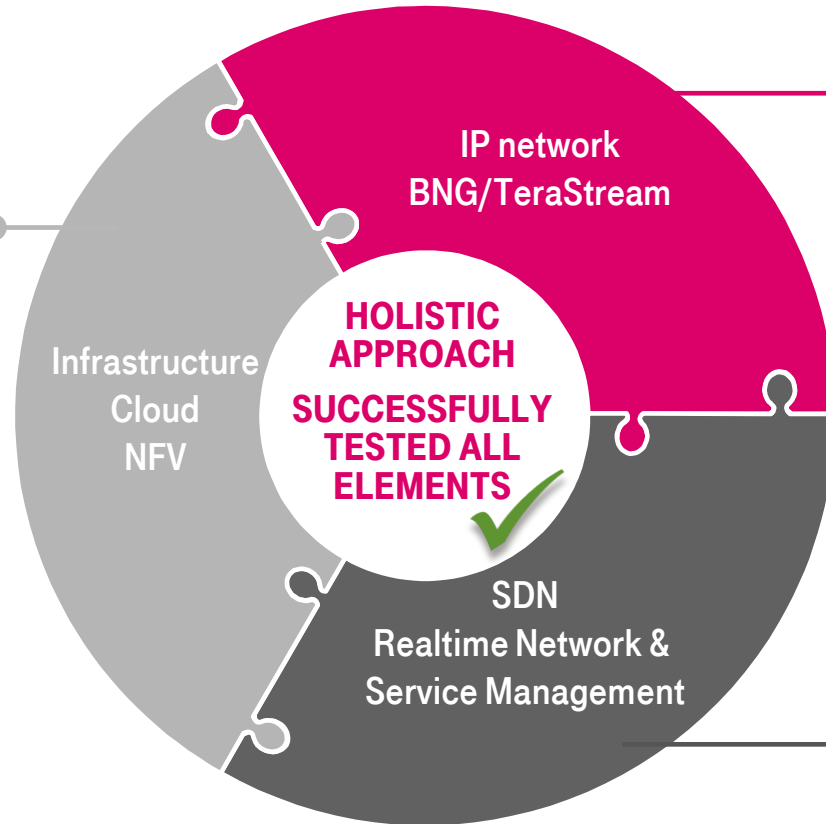 IP network
BNG/TeraStream
Infrastructure
Cloud
NFV
HOLISTIC
APPROACH
SUCCESSFULLY
TESTED ALL
ELEMENTS
SDN
Realtime Network &
Service Management